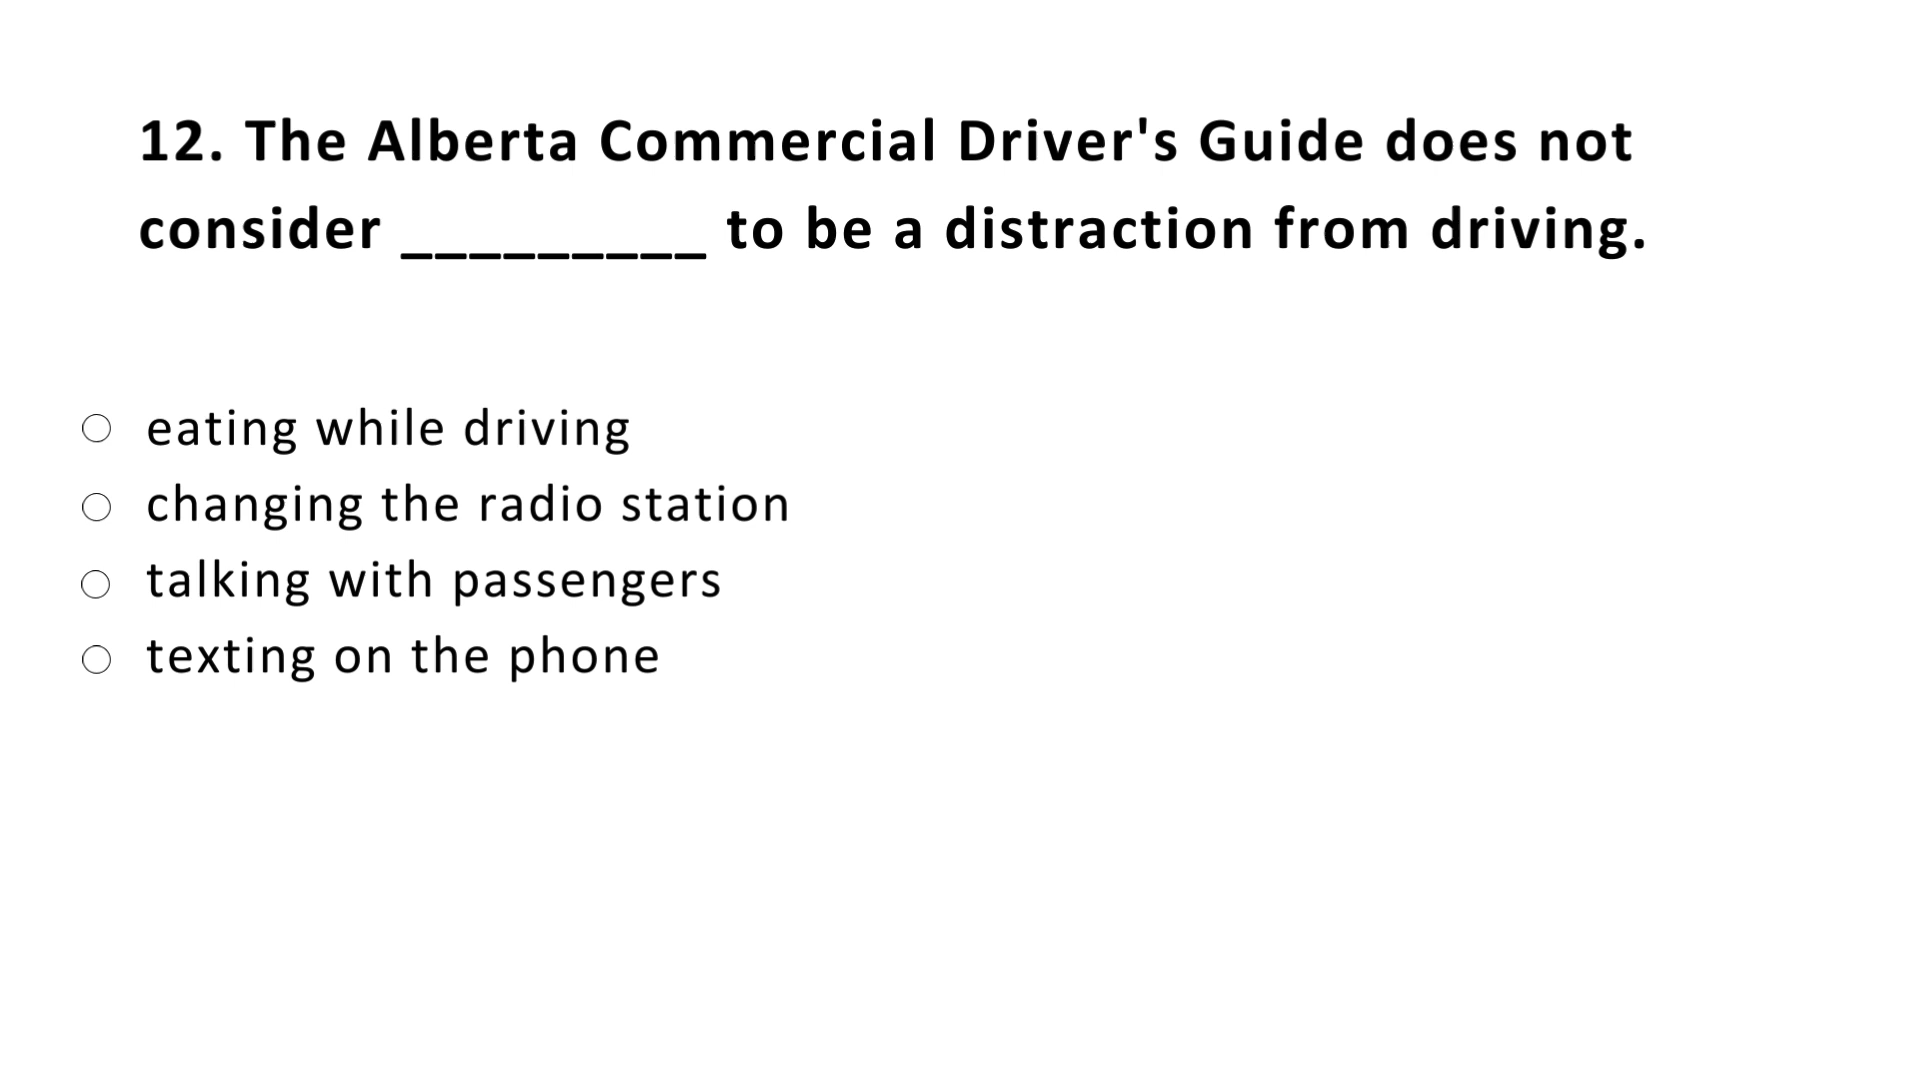 12. The Alberta Commercial Driver's Guide does not
consider _________ to be a distraction from driving.
eating while driving
changing the radio station
talking with passengers
texting on the phone